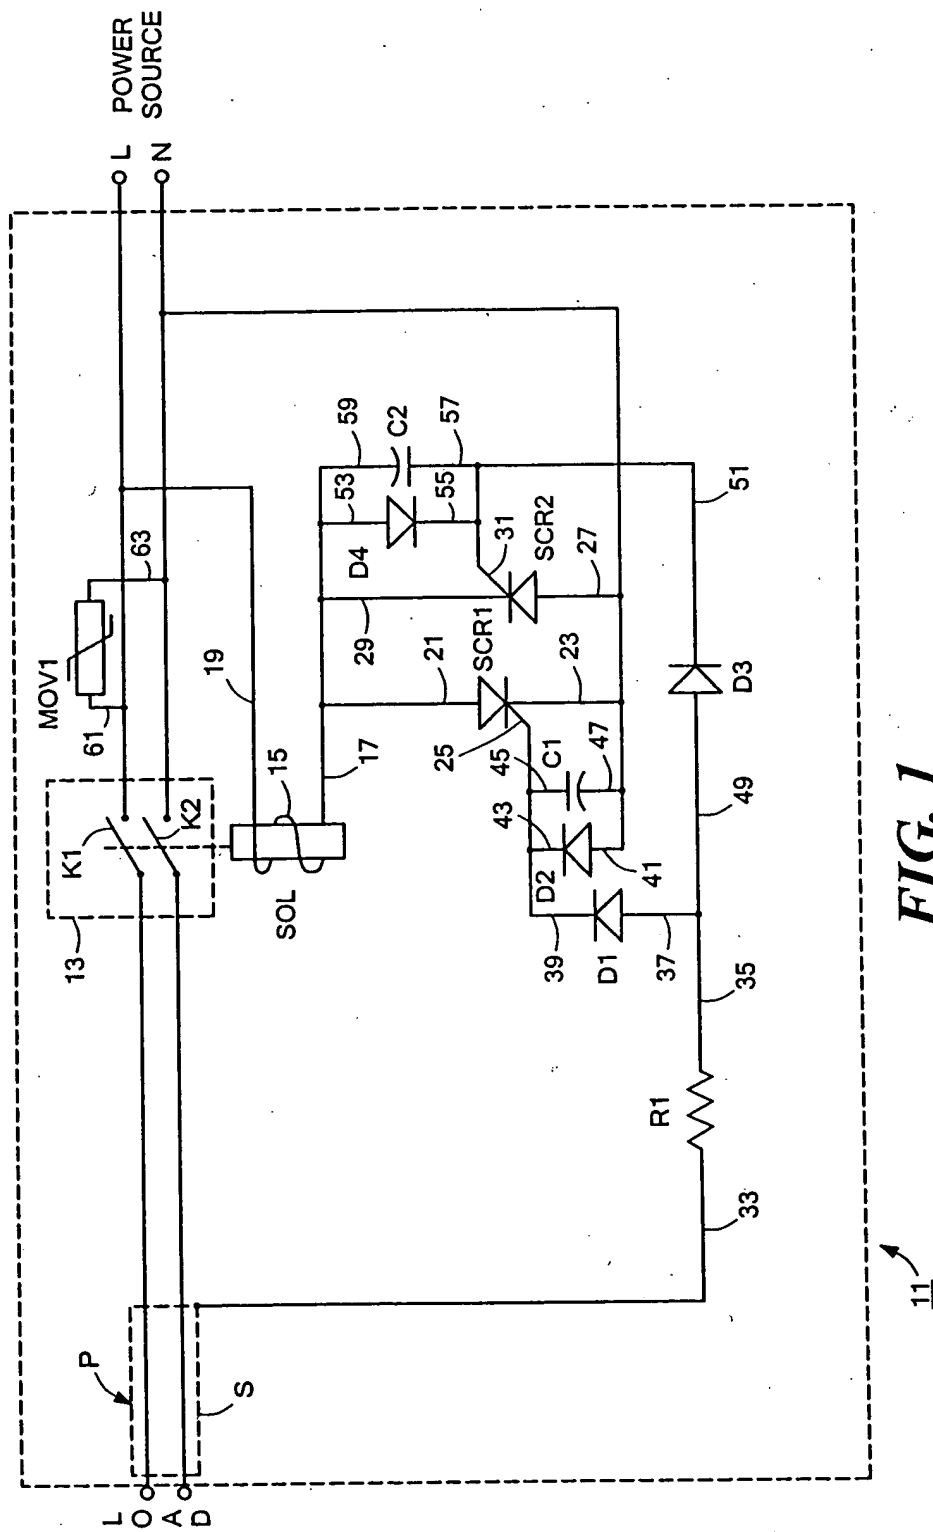 L POWER
N SOURCE
MOV1
61
63
K1
K2
13
SOL
15
19
17
59
C2
57
53
D4
55
31
SCR2
29
27
21
SCR1
25
23
45
C1
47
43
D2
41
39
D1
37
51
D3
49
35
R1
33
P
S
L
O
A
D
11
FIG. 1